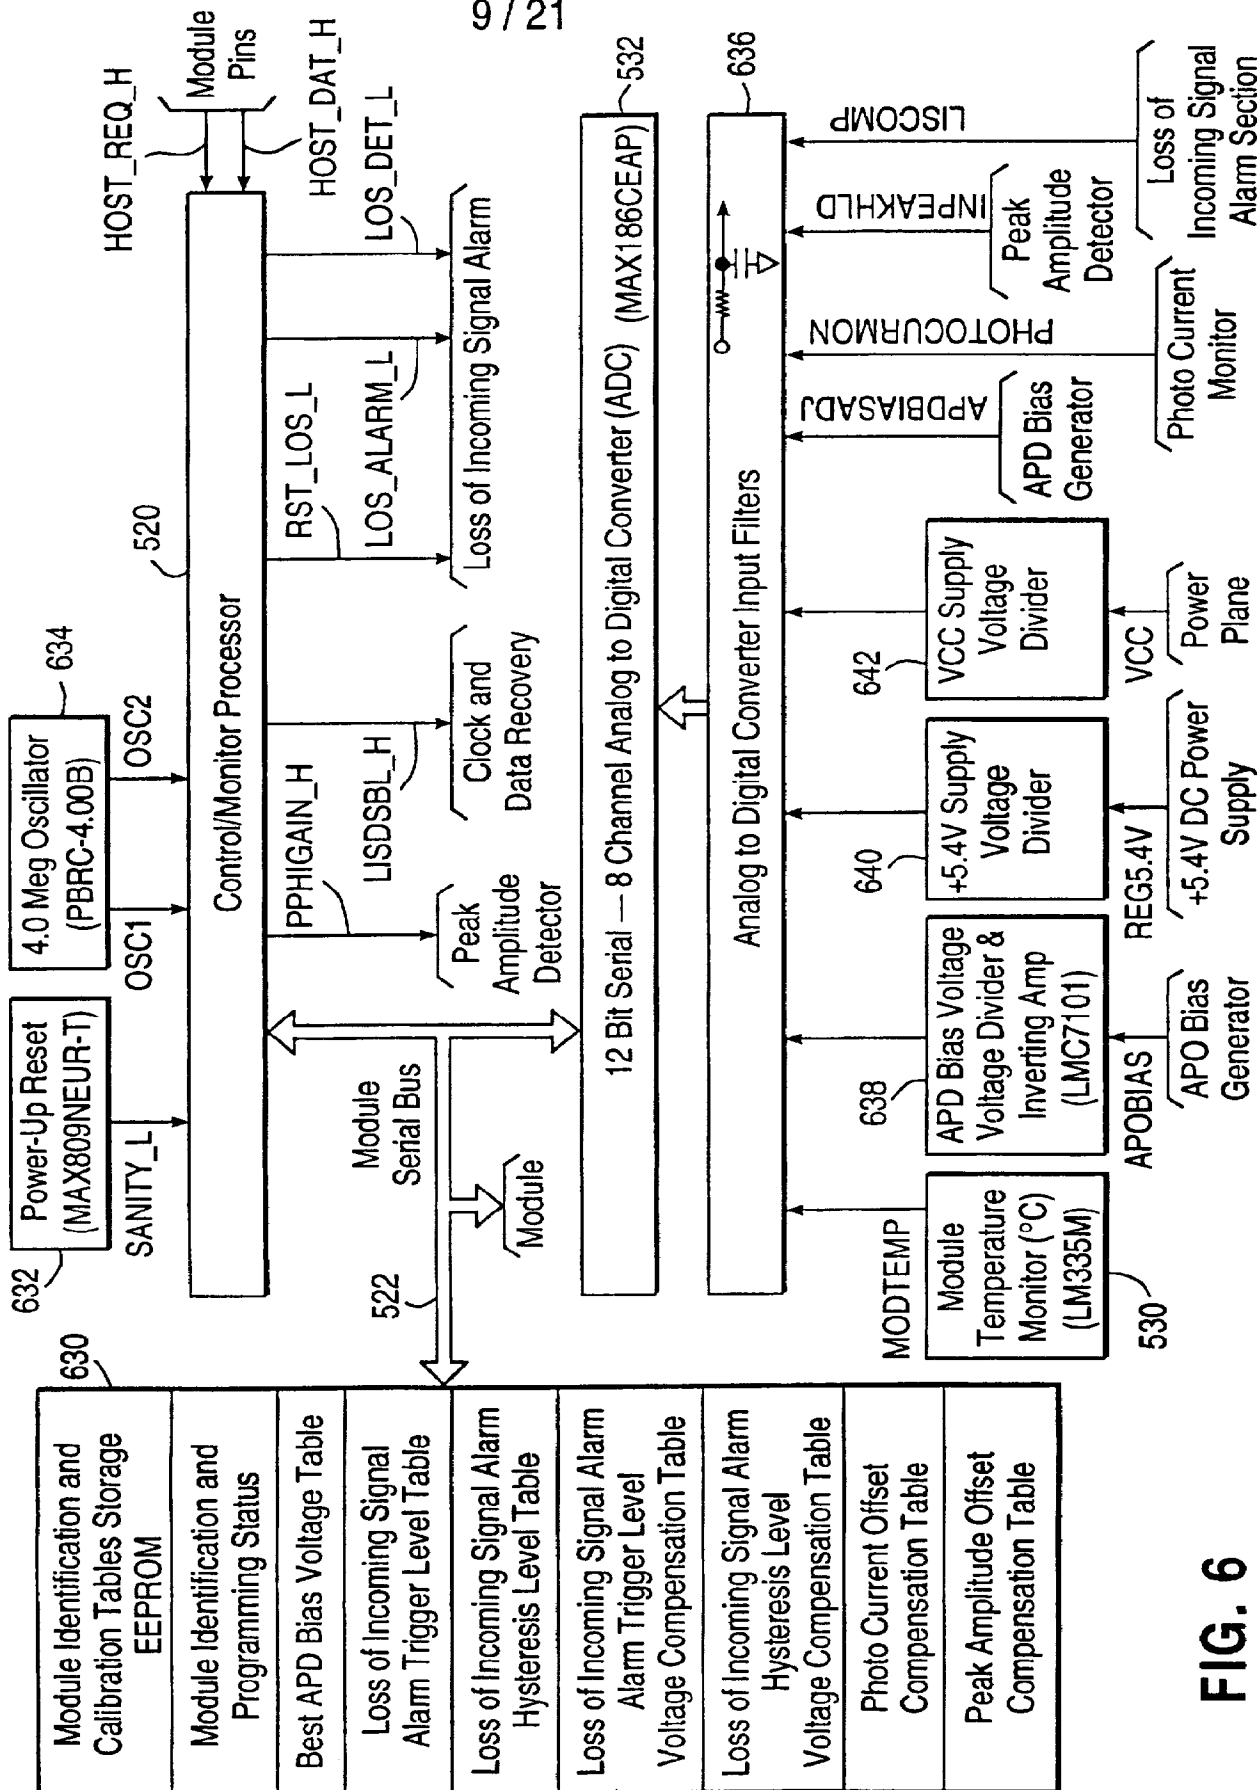 9 / 21
Module Identification and
Calibration Tables Storage
EEPROM
630
Module Identification and
Programming Status
Best APD Bias Voltage Table
Loss of Incoming Signal
Alarm Trigger Level Table
Loss of Incoming Signal Alarm
Hysteresis Level Table
Loss of Incoming Signal Alarm
Alarm Trigger Level
Voltage Compensation Table
Loss of Incoming Signal Alarm
Hysteresis Level
Voltage Compensation Table
Photo Current Offset
Compensation Table
Peak Amplitude Offset
Compensation Table
632
Power-Up Reset
(MAX809NEUR-T)
SANITY_L
4.0 Meg Oscillator
(PBRC-4.00B)
634
OSC1
OSC2
520
Control/Monitor Processor
HOST_REQ_H
Module
Pins
HOST_DAT_H
522
Module
Serial Bus
Module
PPHIGAIN_H
Peak
Amplitude
Detector
LISDSBL_H
Clock and
Data Recovery
RST_LOS_L
LOS_ALARM_L
LOS_DET_L
Loss of Incoming Signal Alarm
12 Bit Serial — 8 Channel Analog to Digital Converter (ADC) (MAX186CEAP)
532
Analog to Digital Converter Input Filters
636
MODTEMP
Module
Temperature
Monitor (°C)
(LM335M)
530
638
APD Bias Voltage
Voltage Divider &
Inverting Amp
(LMC7101)
APOBIAS
APO Bias
Generator
640
+5.4V Supply
Voltage
Divider
REG5.4V
+5.4V DC Power
Supply
642
VCC Supply
Voltage
Divider
VCC
Power
Plane
APDBIASADJ
APD Bias
Generator
PHOTOCURMON
Photo Current
Monitor
INPEAKHLD
Peak
Amplitude
Detector
LISCOMP
Loss of
Incoming Signal
Alarm Section
FIG. 6